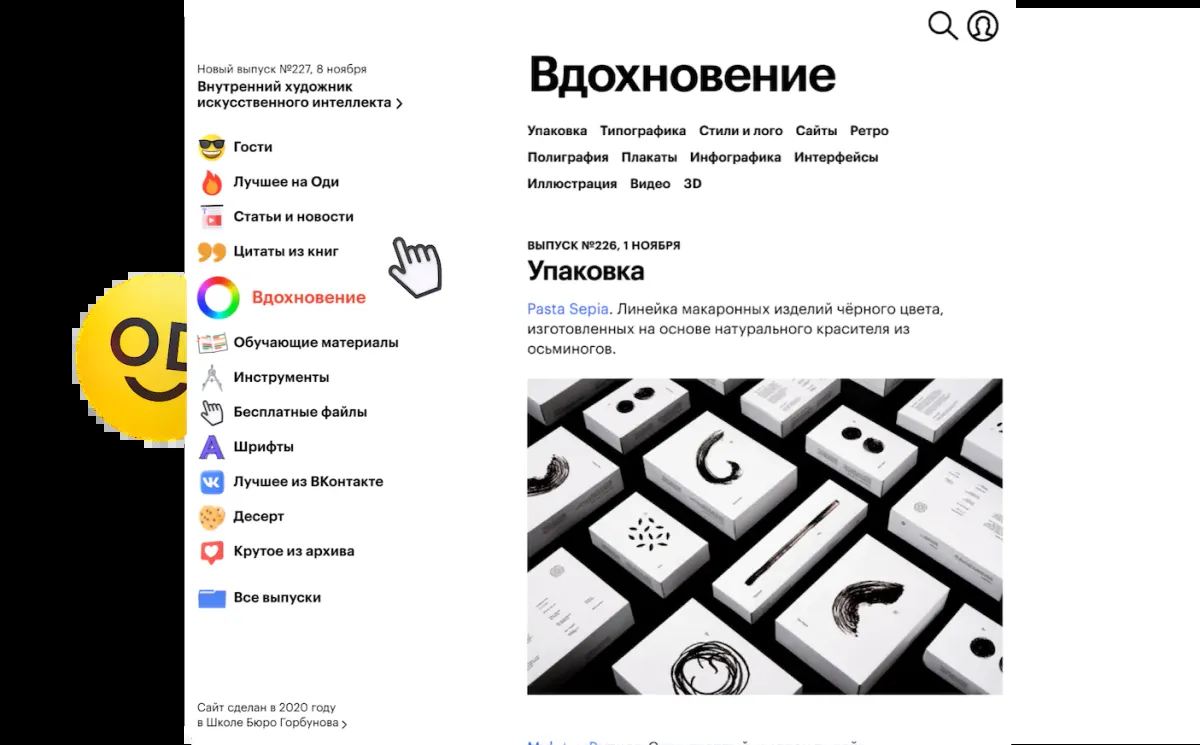 Новый выпуск №227, 8 ноября
Внутренний художник
искусственного интеллекта
Гости
Лучшее на Оди
Статьи и новости
Цитаты из книг
Вдохновение
Обучающие материалы
Инструменты
Бесплатные файлы
Шрифты
Лучшее из ВКонтакте
Десерт
Крутое из архива
Все выпуски
Сайт сделан в 2020 году
в Школе Бюро Горбунова
Вдохновение
Упаковка Типографика Стили и лого Сайты Ретро
Полиграфия Плакаты Инфографика Интерфейсы
Иллюстрация Видео 3D
ВЫПУСК №226, 1 НОЯБРЯ
Упаковка
Pasta Sepia. Линейка макаронных изделий чёрного цвета,
изготовленных на основе натурального красителя из
осьминогов.